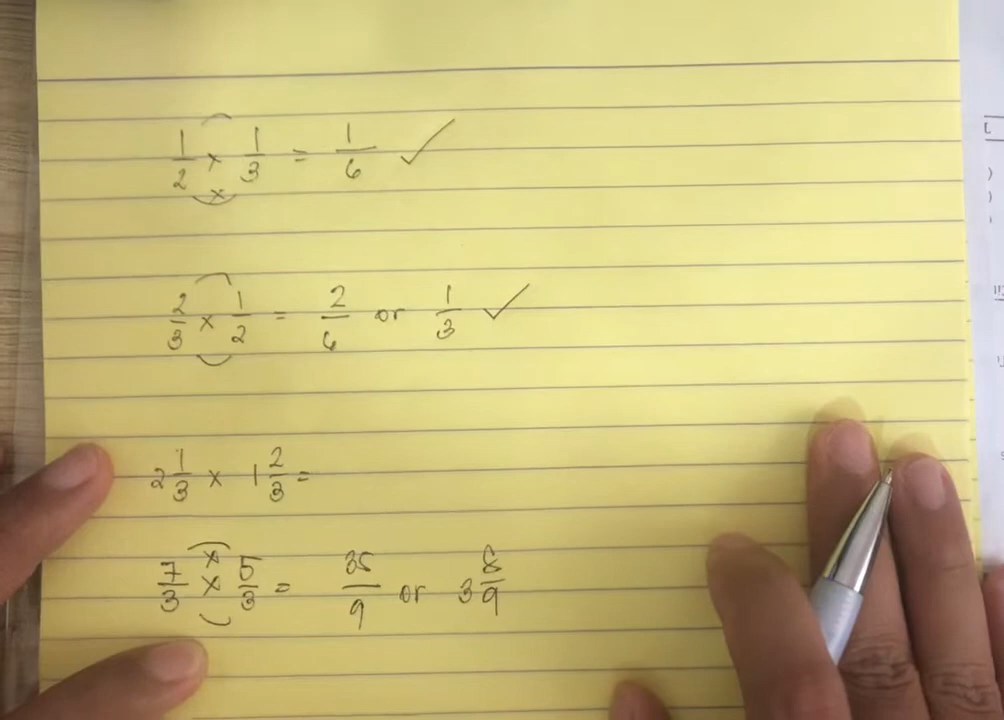 1/2 × 1/3 = 1/6 ✓
2/3 × 1/2 = 2/6 or 1/3 ✓
2 1/3 × 1 2/3 =
7/3 × 5/3 = 35/9 or 3 8/9